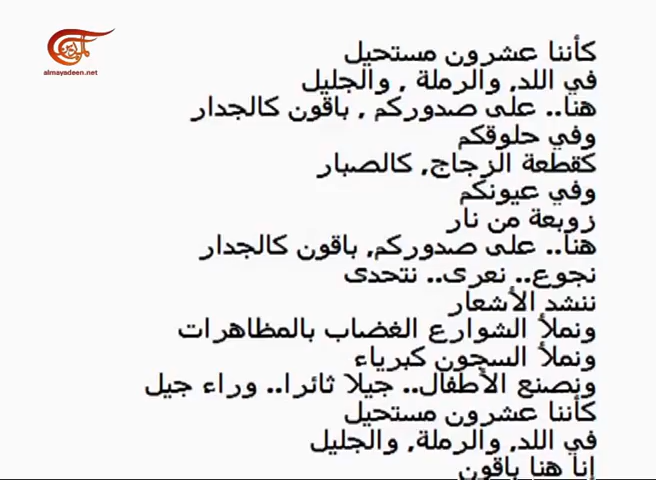 الميادين
almayadeen.net
كأننا عشرون مستحيل
في اللد, والرملة , والجليل
هنا.. على صدوركم , باقون كالجدار
وفي حلوقكم
كقطعة الزجاج, كالصبار
وفي عيونكم
زوبعة من نار
هنا.. على صدوركم, باقون كالجدار
نجوع.. نعرى.. نتحدى
ننشد الأشعار
ونملأ الشوارع الغضاب بالمظاهرات
ونملأ السجون كبرياء
ونصنع الأطفال.. جيلا ثائرا.. وراء جيل
كأننا عشرون مستحيل
في اللد, والرملة, والجليل
إنا هنا باقون